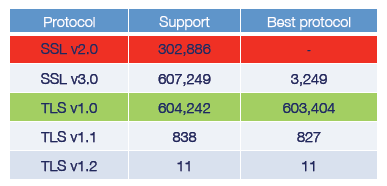 Protocol Support Best protocol
SSL v2.0 302,886 -
SSL v3.0 607,249 3,249
TLS v1.0 604,242 603,404
TLS v1.1 838 827
TLS v1.2 11 11